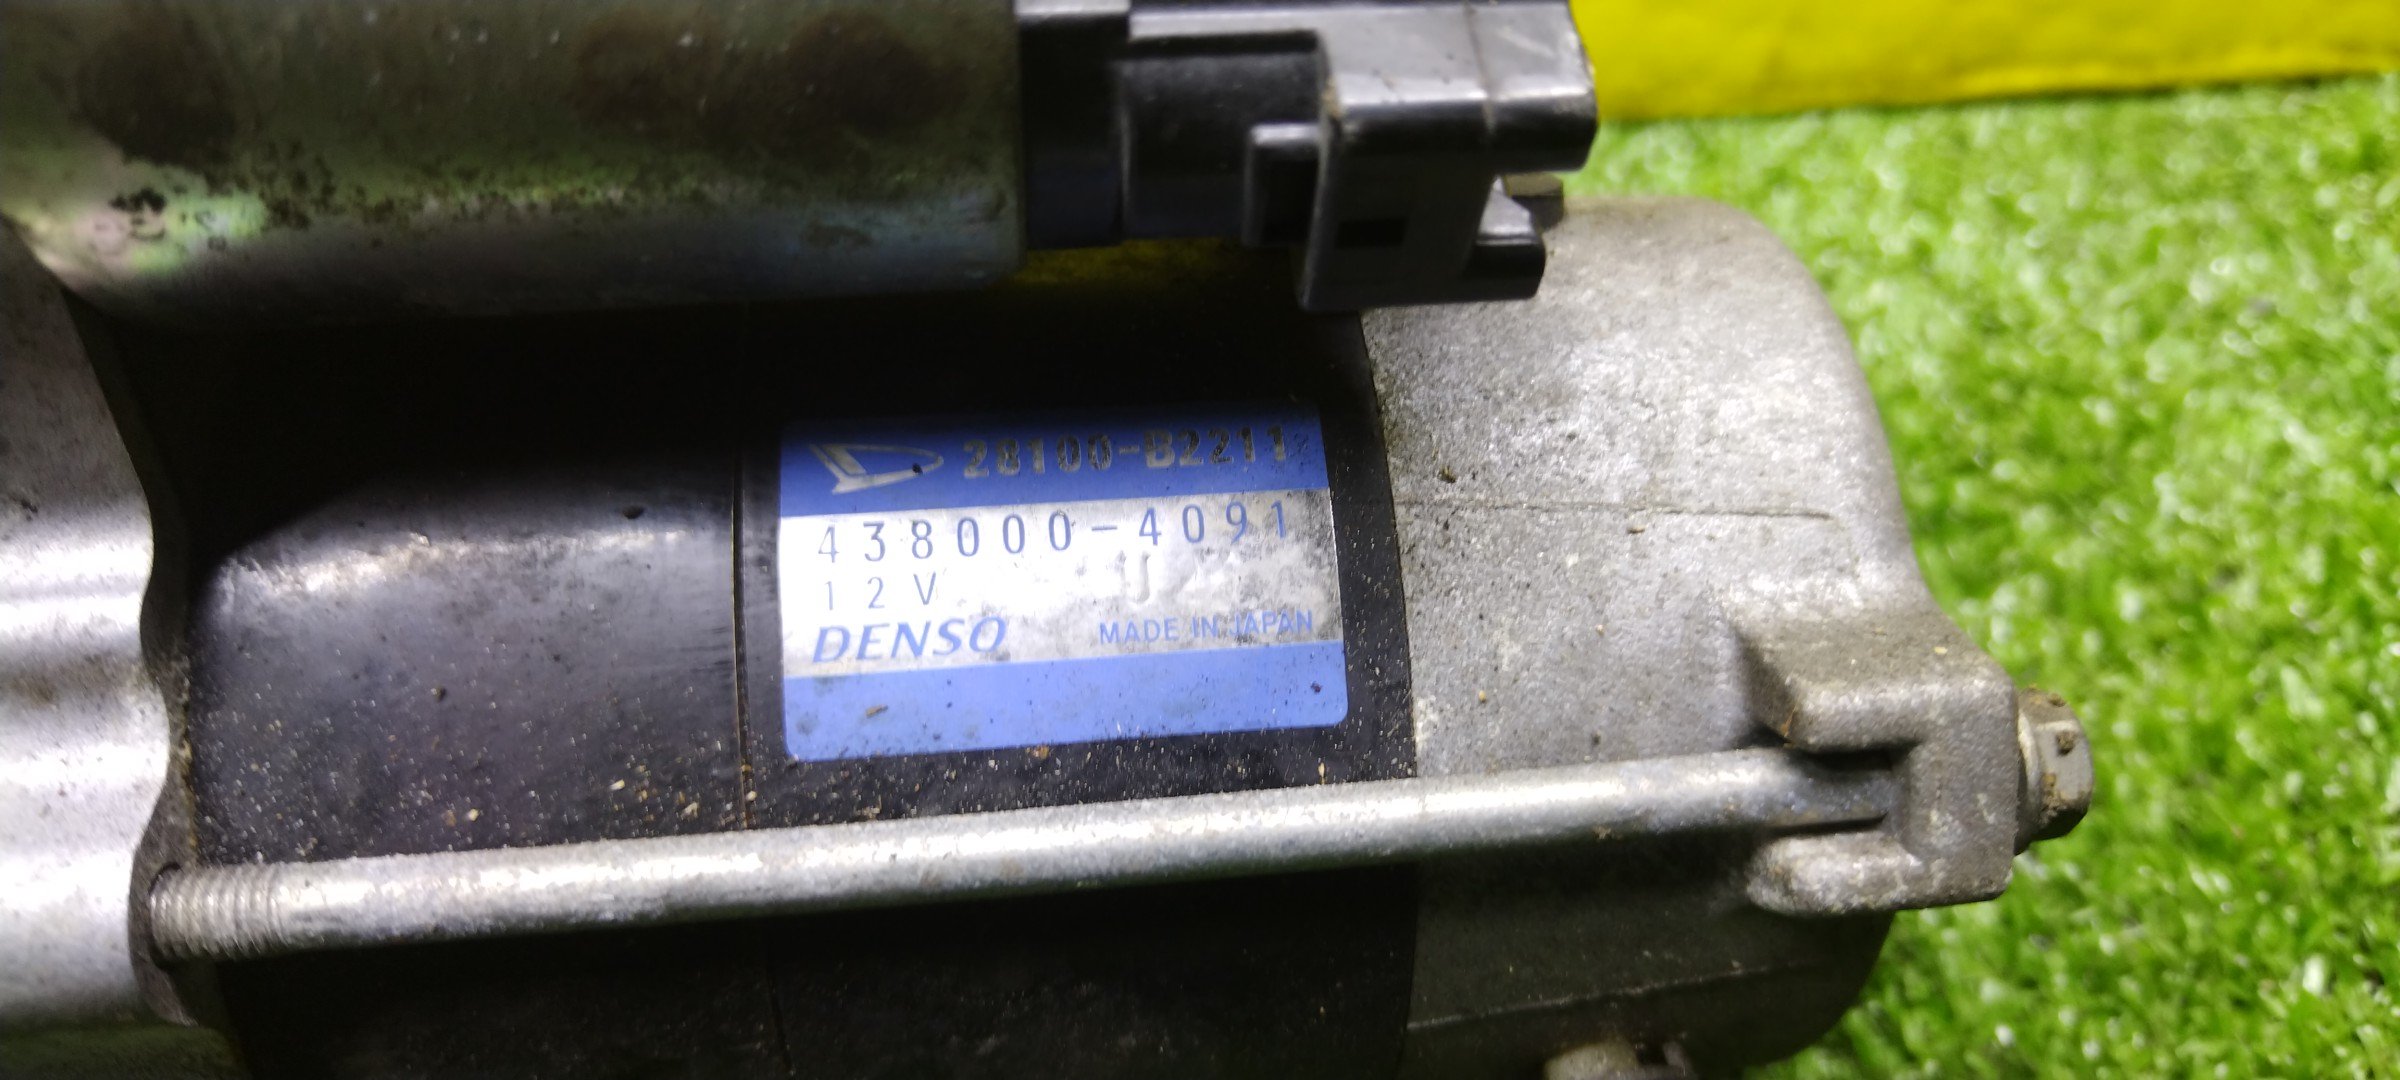 28100-B2211
438000-4091
12V
DENSO MADE IN JAPAN